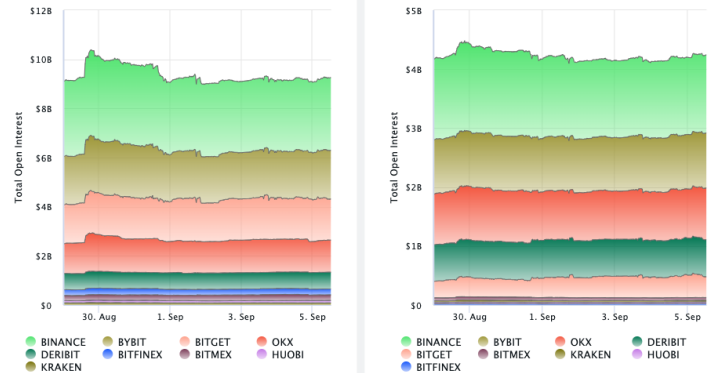 $12B
$10B
$8B
$6B
$4B
$2B
$0
Total Open Interest
30. Aug
1. Sep
3. Sep
5. Sep
BINANCE
BYBIT
BITGET
OKX
DERIBIT
BITFINEX
BITMEX
HUOBI
KRAKEN
$5B
$4B
$3B
$2B
$1B
$0
Total Open Interest
30. Aug
1. Sep
3. Sep
5. Sep
BINANCE
BYBIT
OKX
DERIBIT
BITGET
BITMEX
KRAKEN
HUOBI
BITFINEX